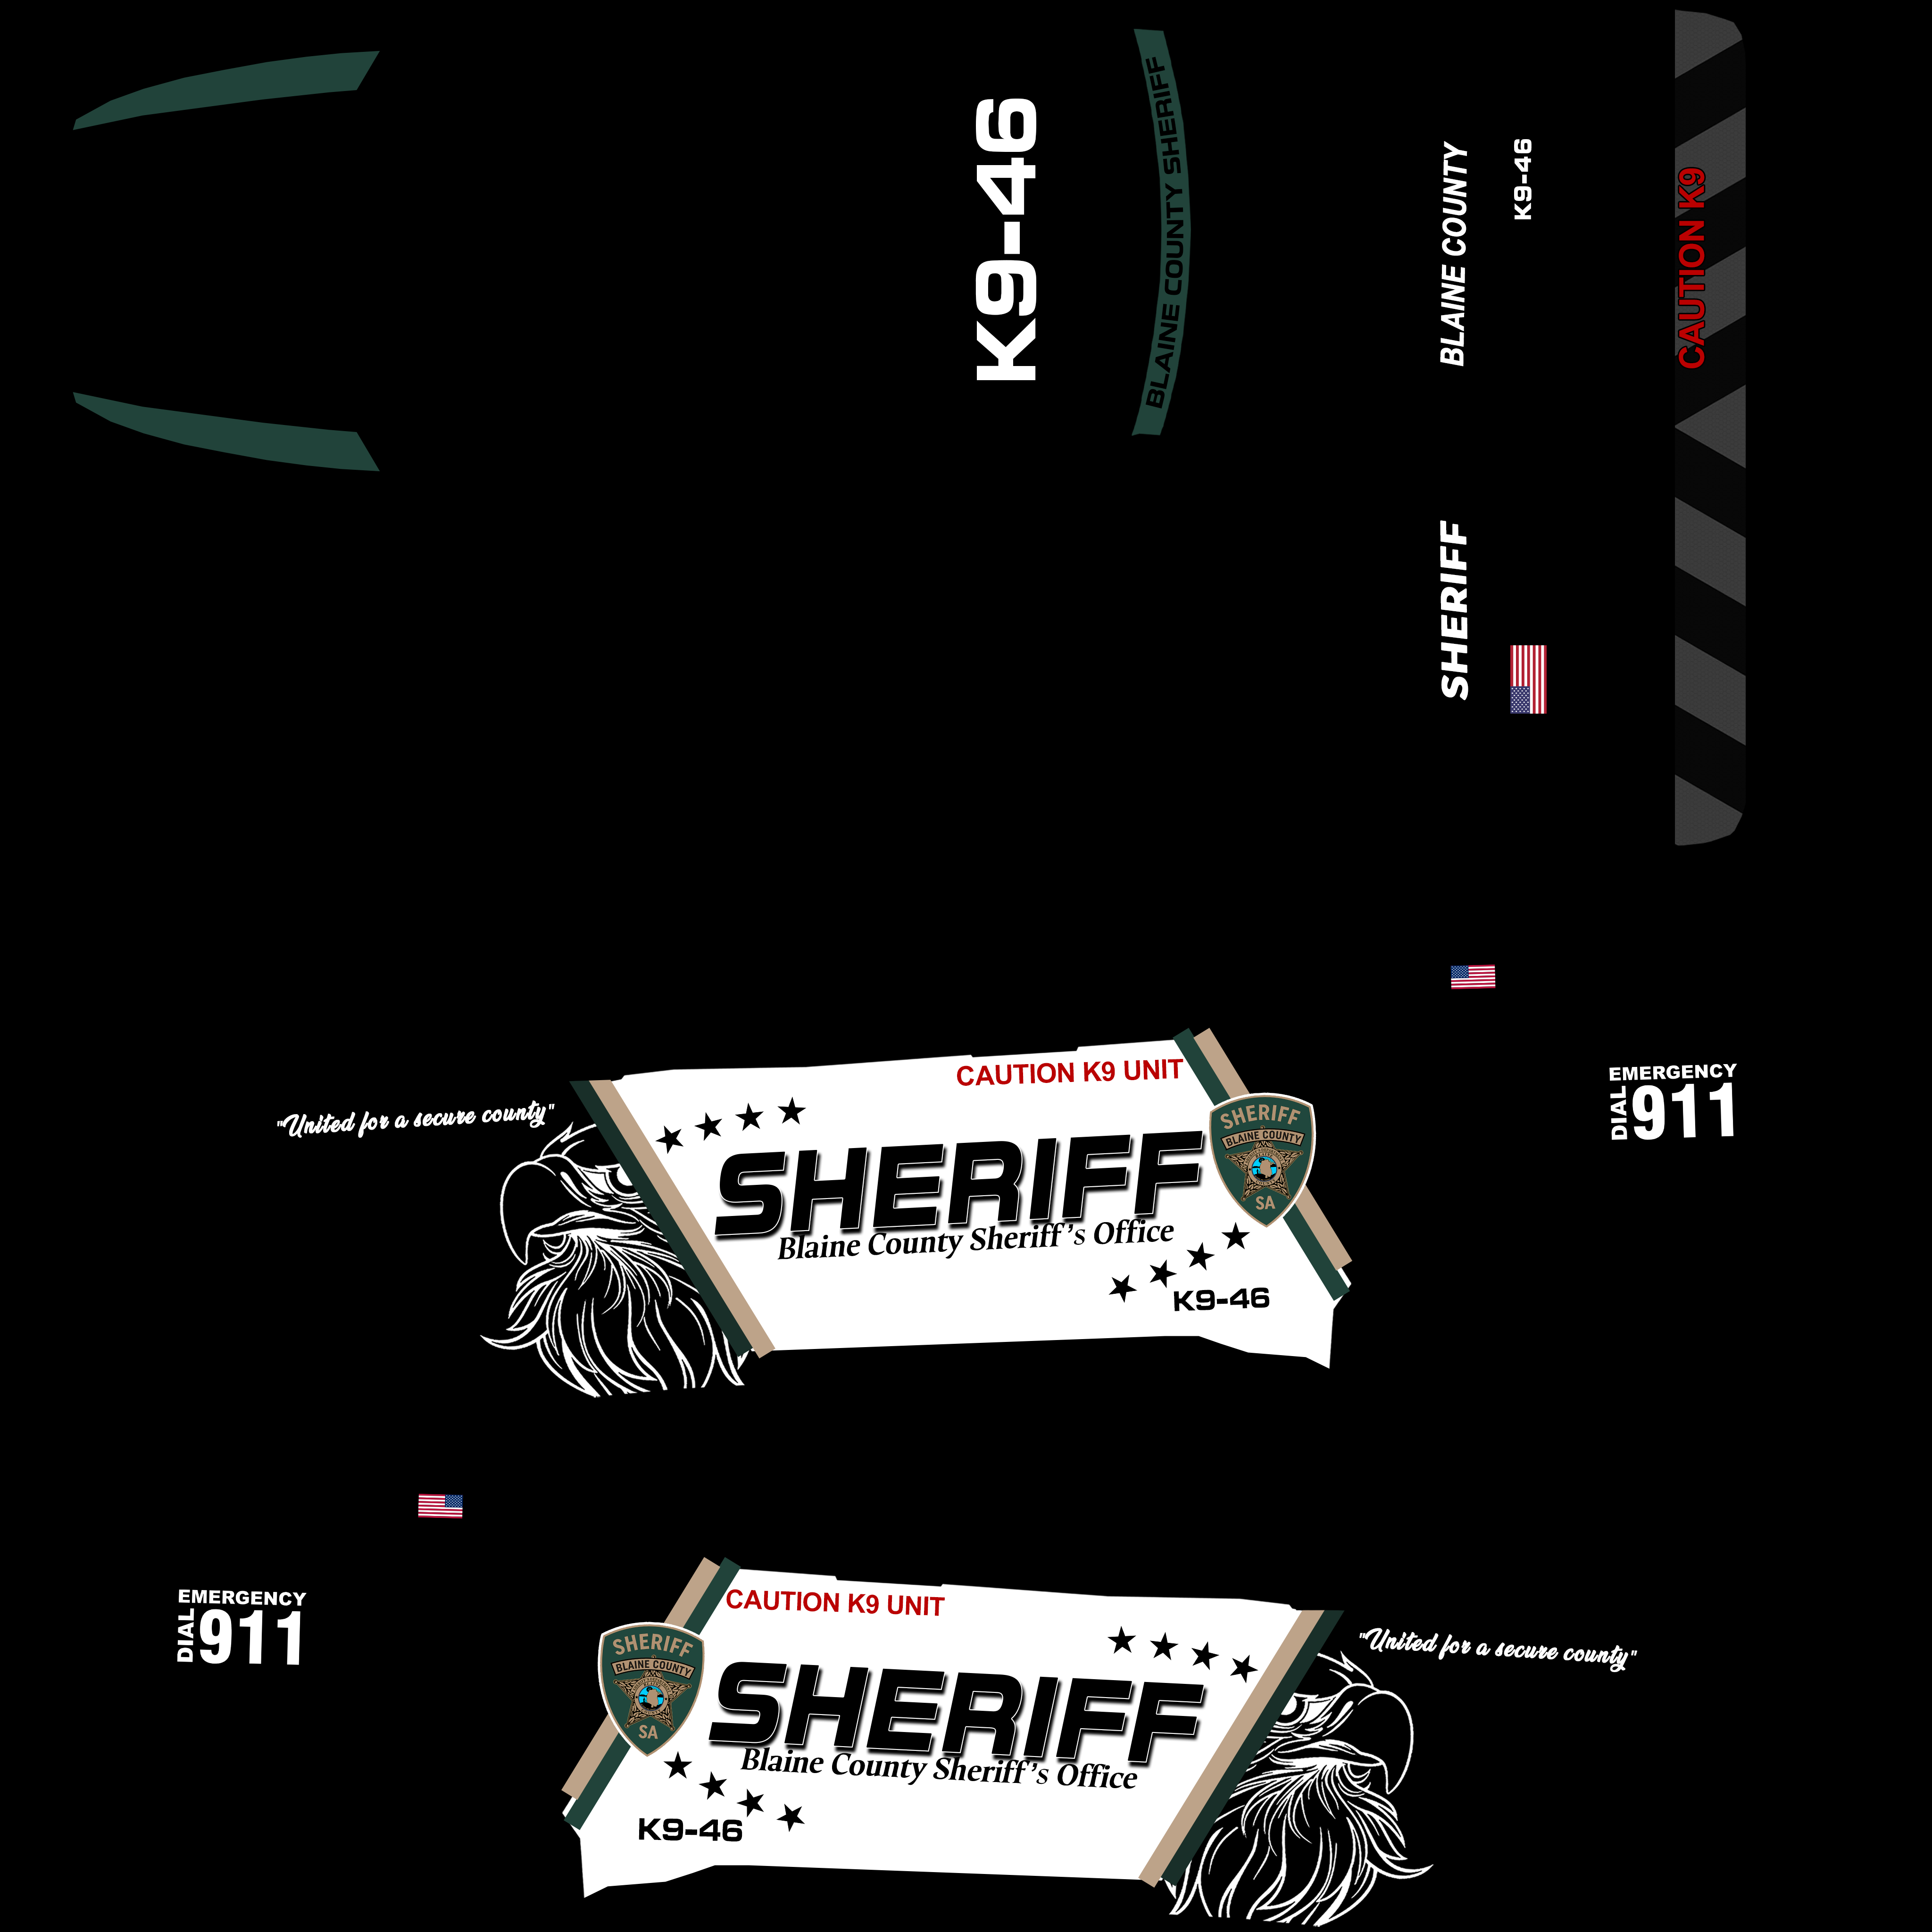 K9-46
BLAINE COUNTY SHERIFF
BLAINE COUNTY
K9-46
CAUTION K9
SHERIFF
"United for a secure county"
CAUTION K9 UNIT
SHERIFF
Blaine County Sheriff's Office
K9-46
SHERIFF
BLAINE COUNTY
SA
EMERGENCY
DIAL
911
EMERGENCY
DIAL
911
CAUTION K9 UNIT
SHERIFF
BLAINE COUNTY
SA
SHERIFF
Blaine County Sheriff's Office
K9-46
"United for a secure county"